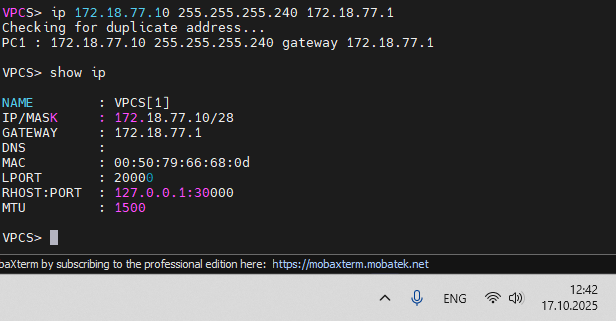 VPCS> ip 172.18.77.10 255.255.255.240 172.18.77.1
Checking for duplicate address...
PC1 : 172.18.77.10 255.255.255.240 gateway 172.18.77.1

VPCS> show ip

NAME        : VPCS[1]
IP/MASK     : 172.18.77.10/28
GATEWAY     : 172.18.77.1
DNS         :
MAC         : 00:50:79:66:68:0d
LPORT       : 20000
RHOST:PORT  : 127.0.0.1:30000
MTU         : 1500

VPCS>
baXterm by subscribing to the professional edition here: https://mobaxterm.mobatek.net
ENG
12:42
17.10.2025